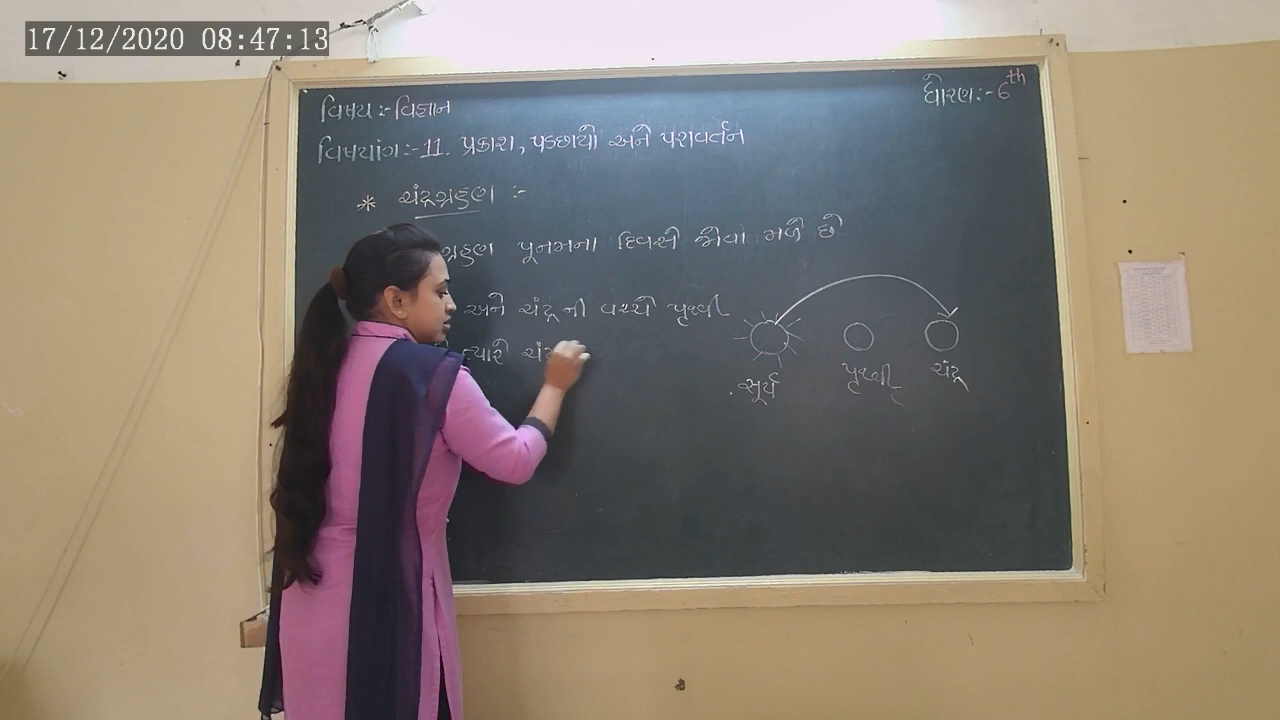 17/12/2020 08:47:13
વિષય :- વિજ્ઞાન
ધોરણ:- 6th
વિષયાંગ:- 11. પ્રકાશ, પડછાયો અને પરાવર્તન
* ચંદ્રગ્રહણ :-
ગ્રહણ પૂનમના દિવસે જોવા મળે છે
અને ચંદ્રની વચ્ચે પૃથ્વી
ત્યારે
સૂર્ય પૃથ્વી ચંદ્ર